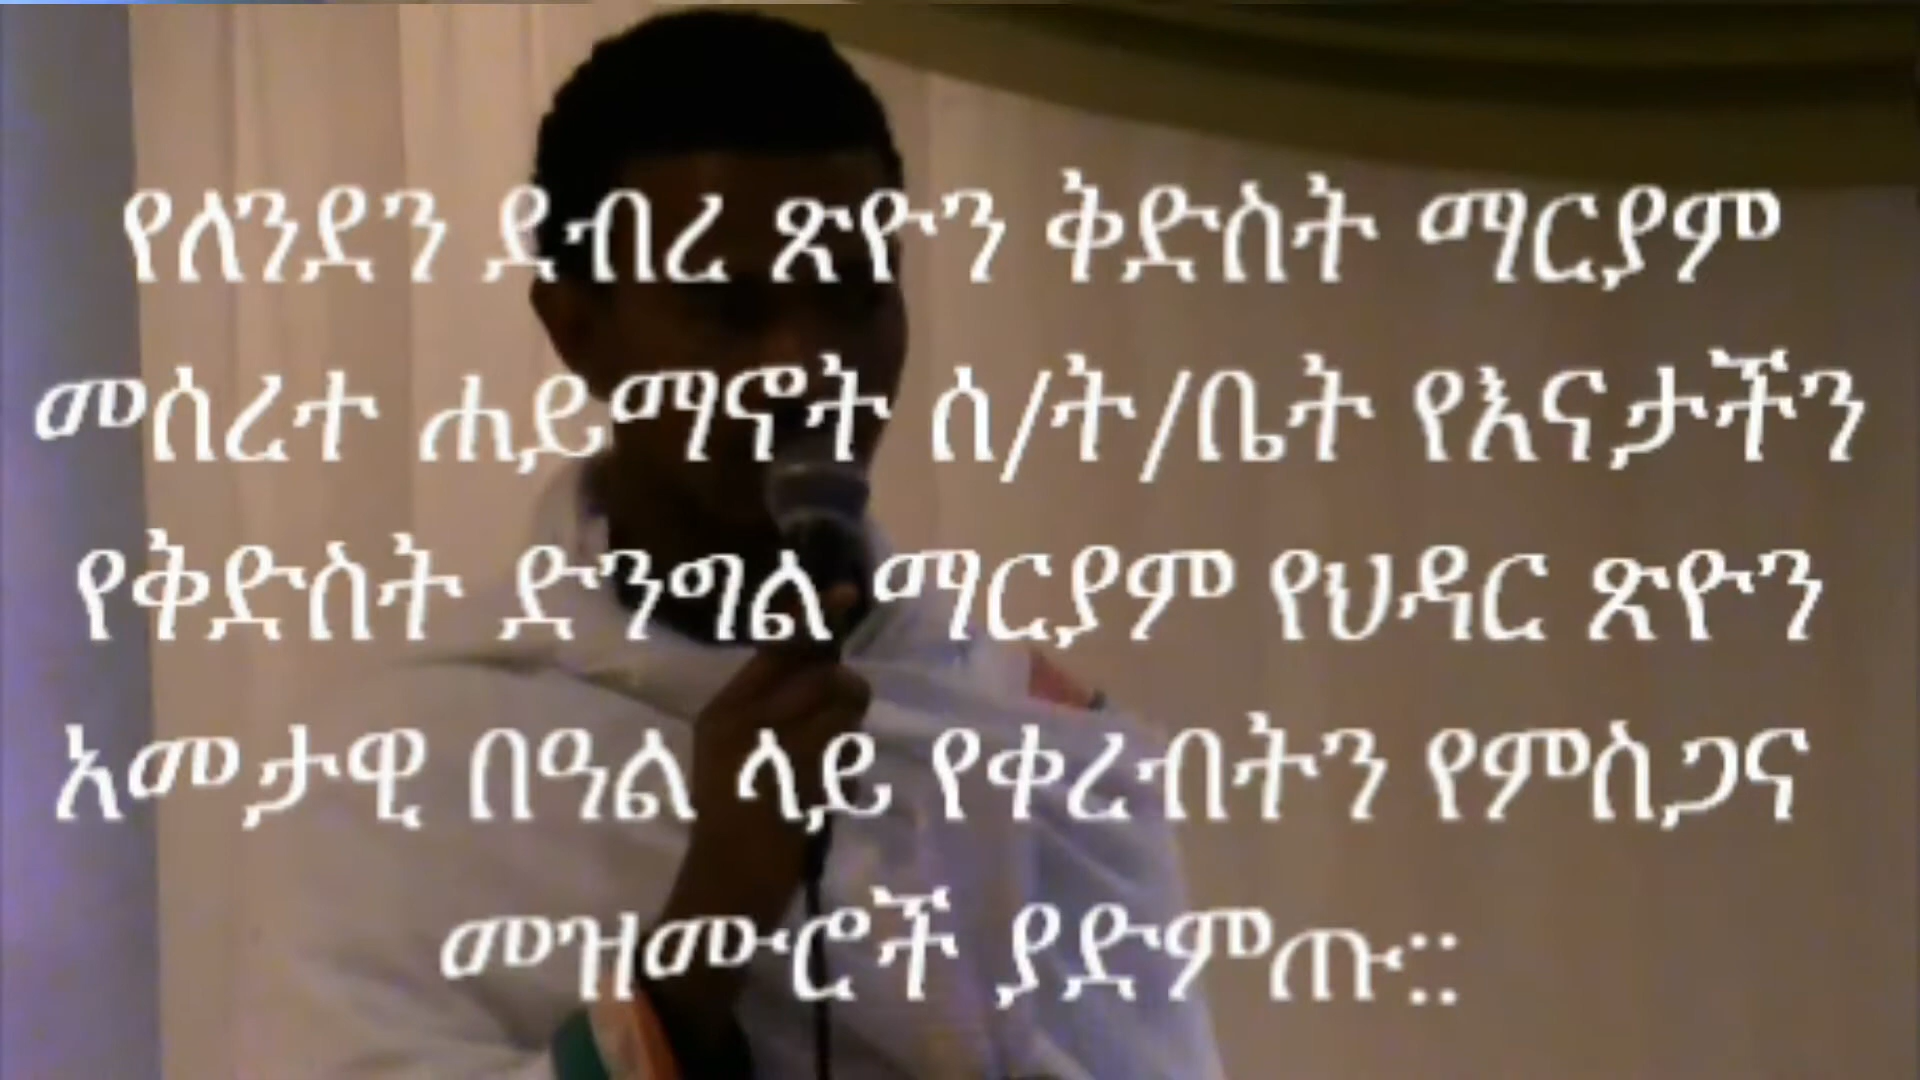 የለንደን ደብረ ጽዮን ቅድስት ማርያም
መሰረተ ሐይማኖት ሰ/ት/ቤት የእናታችን
የቅድስት ድንግል ማርያም የህዳር ጽዮን
አመታዊ በዓል ላይ የቀረብትን የምስጋና
መዝሙሮች ያድምጡ።